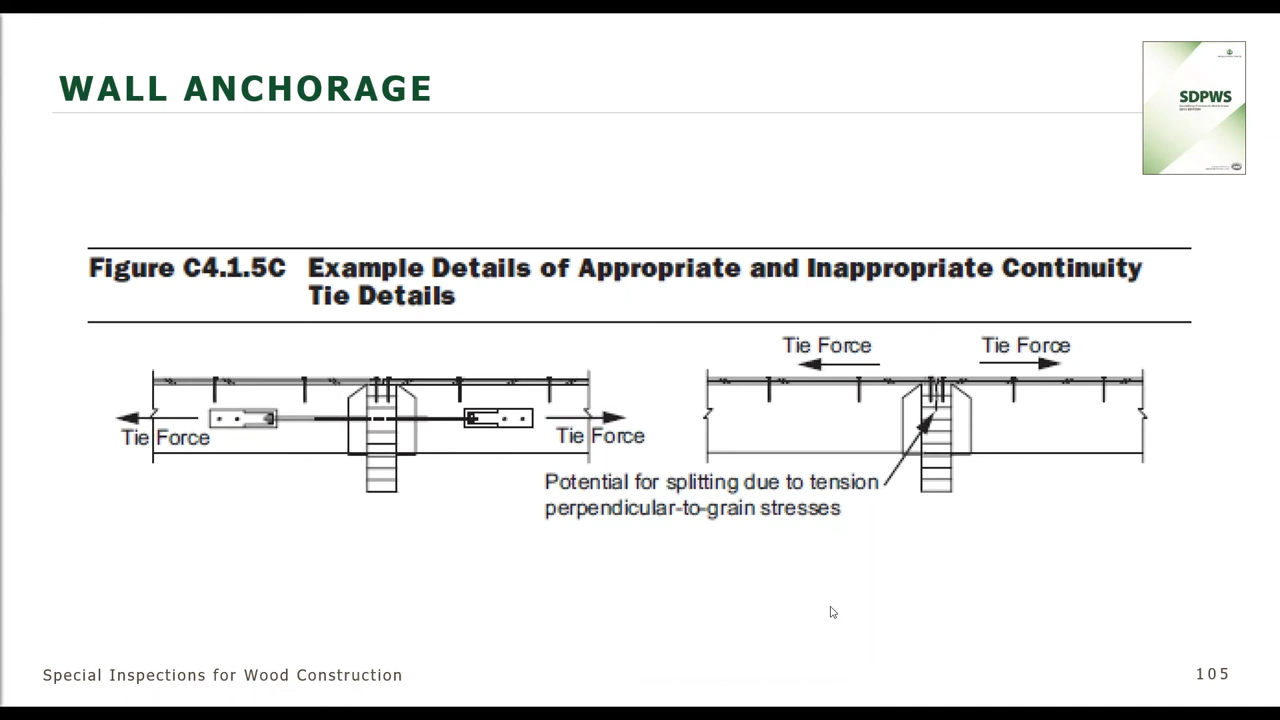 WALL ANCHORAGE
SDPWS
Figure C4.1.5C Example Details of Appropriate and Inappropriate Continuity
Tie Details
Tie Force
Tie Force
Tie Force
Tie Force
Potential for splitting due to tension
perpendicular-to-grain stresses
Special Inspections for Wood Construction
105